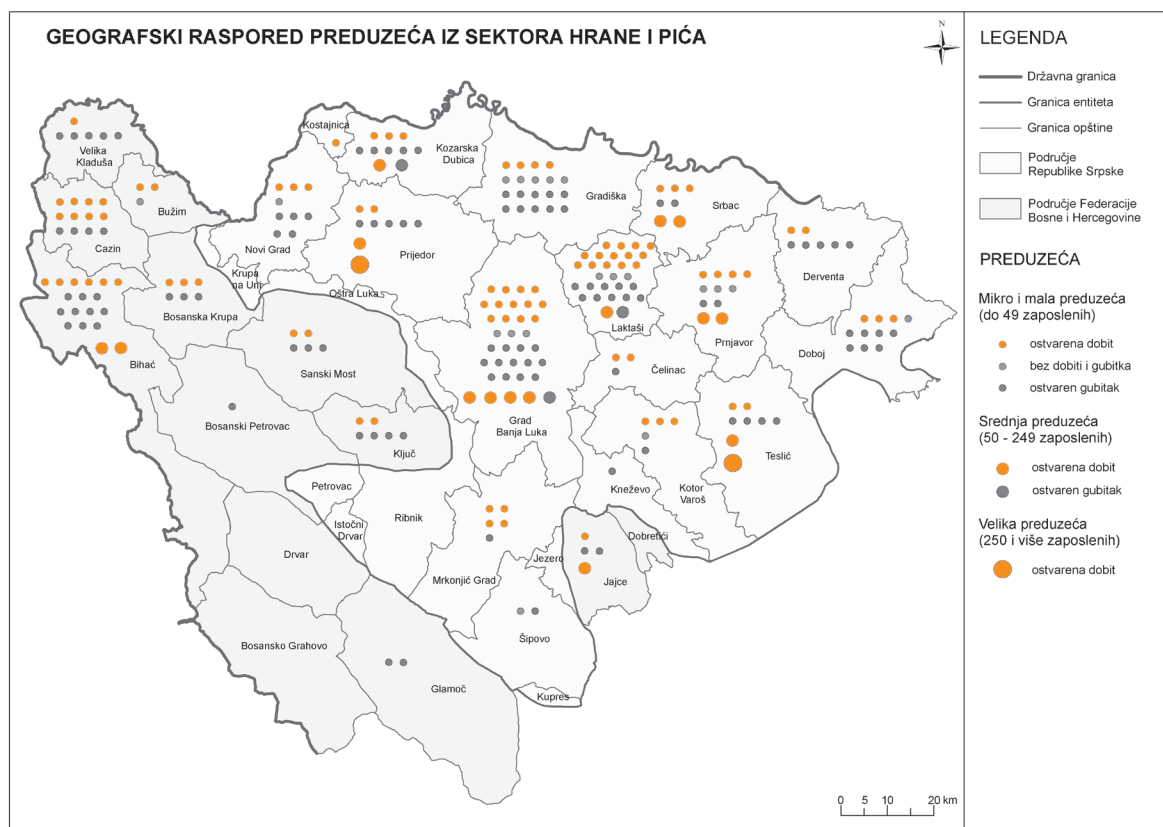 GEOGRAFSKI RASPORED PREDUZEĆA IZ SEKTORA HRANE I PIĆA
N
Kostajnica
Velika
Kladuša
Kozarska
Dubica
Gradiška
Srbac
Bužim
Cazin
Novi Grad
Prijedor
Derventa
Krupa
na Uni
Oštra Luka
Bosanska Krupa
Laktaši
Prnjavor
Doboj
Bihać
Sanski Most
Čelinac
Bosanski Petrovac
Grad
Banja Luka
Ključ
Teslić
Petrovac
Kneževo
Kotor
Varoš
Ribnik
Istočni
Drvar
Dobretići
Drvar
Jezero
Mrkonjić Grad
Jajce
Šipovo
Bosansko Grahovo
Glamoč
Kupres
0 5 10 20 km
LEGENDA
Državna granica
Granica entiteta
Granica opštine
Područje
Republike Srpske
Područje Federacije
Bosne i Hercegovine
PREDUZEĆA
Mikro i mala preduzeća
(do 49 zaposlenih)
ostvarena dobit
bez dobiti i gubitka
ostvaren gubitak
Srednja preduzeća
(50 - 249 zaposlenih)
ostvarena dobit
ostvaren gubitak
Velika preduzeća
(250 i više zaposlenih)
ostvarena dobit